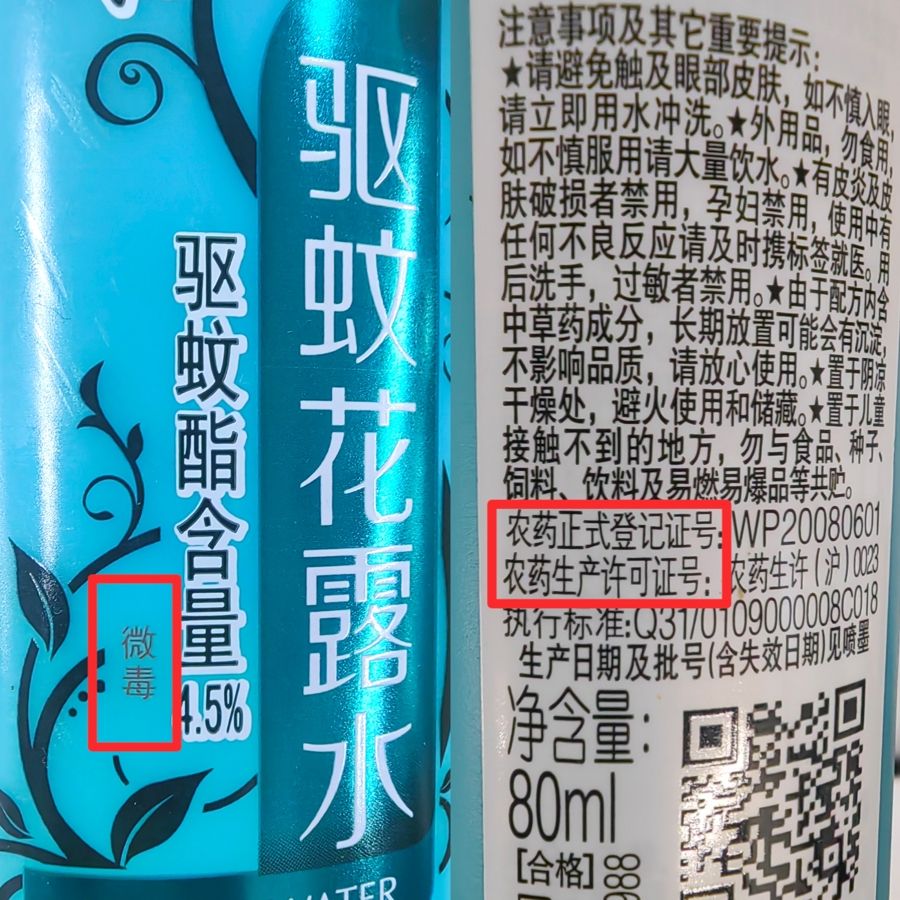 驱蚊花露水
驱蚊酯含量4.5%
微毒
WATER
注意事项及其它重要提示:
★请避免触及眼部皮肤，如不慎入眼,
请立即用水冲洗。★外用品，勿食用,
如不慎服用请大量饮水。★有皮炎及皮
肤破损者禁用，孕妇禁用，使用中有
任何不良反应请及时携标签就医。用
后洗手，过敏者禁用。★由于配方内含
中草药成分，长期放置可能会有沉淀,
不影响品质，请放心使用。★置于阴凉
干燥处，避火使用和储藏。★置于儿童
接触不到的地方，勿与食品、种子、
饲料、饮料及易燃易爆品等共贮。
农药正式登记证号:WP20080601
农药生产许可证号:农药生许(沪)0023
执行标准:Q31/0109000008C018
生产日期及批号(含失效日期)见喷墨
净含量:
80ml
[合格]